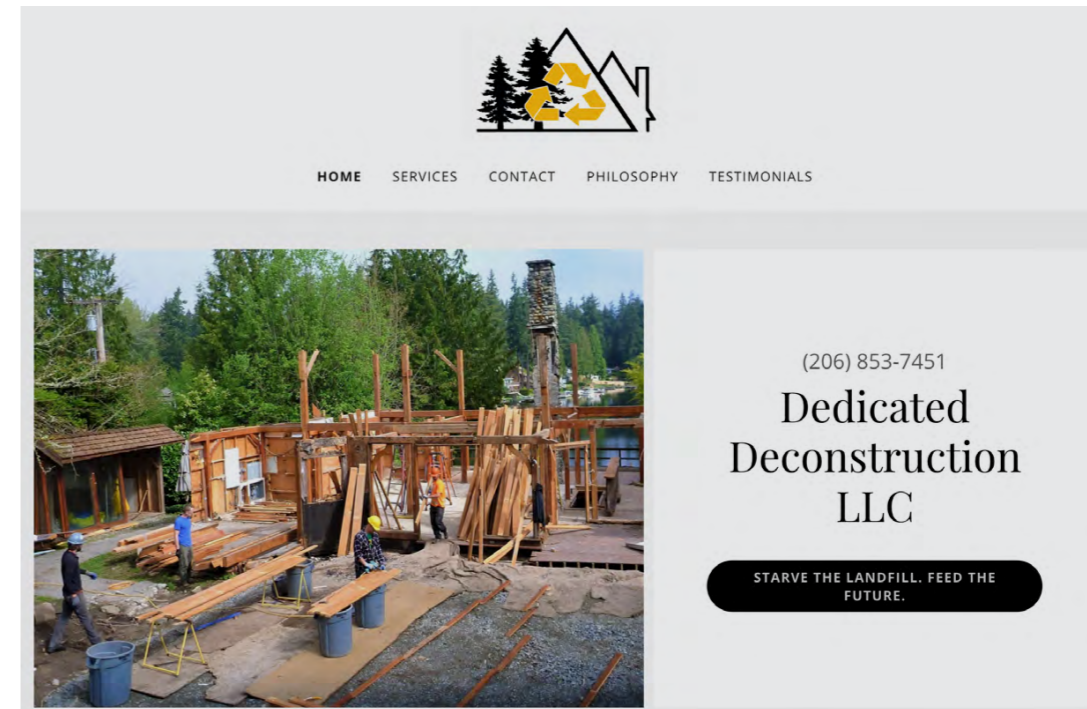 HOME SERVICES CONTACT PHILOSOPHY TESTIMONIALS
(206) 853-7451
Dedicated
Deconstruction
LLC
STARVE THE LANDFILL. FEED THE
FUTURE.